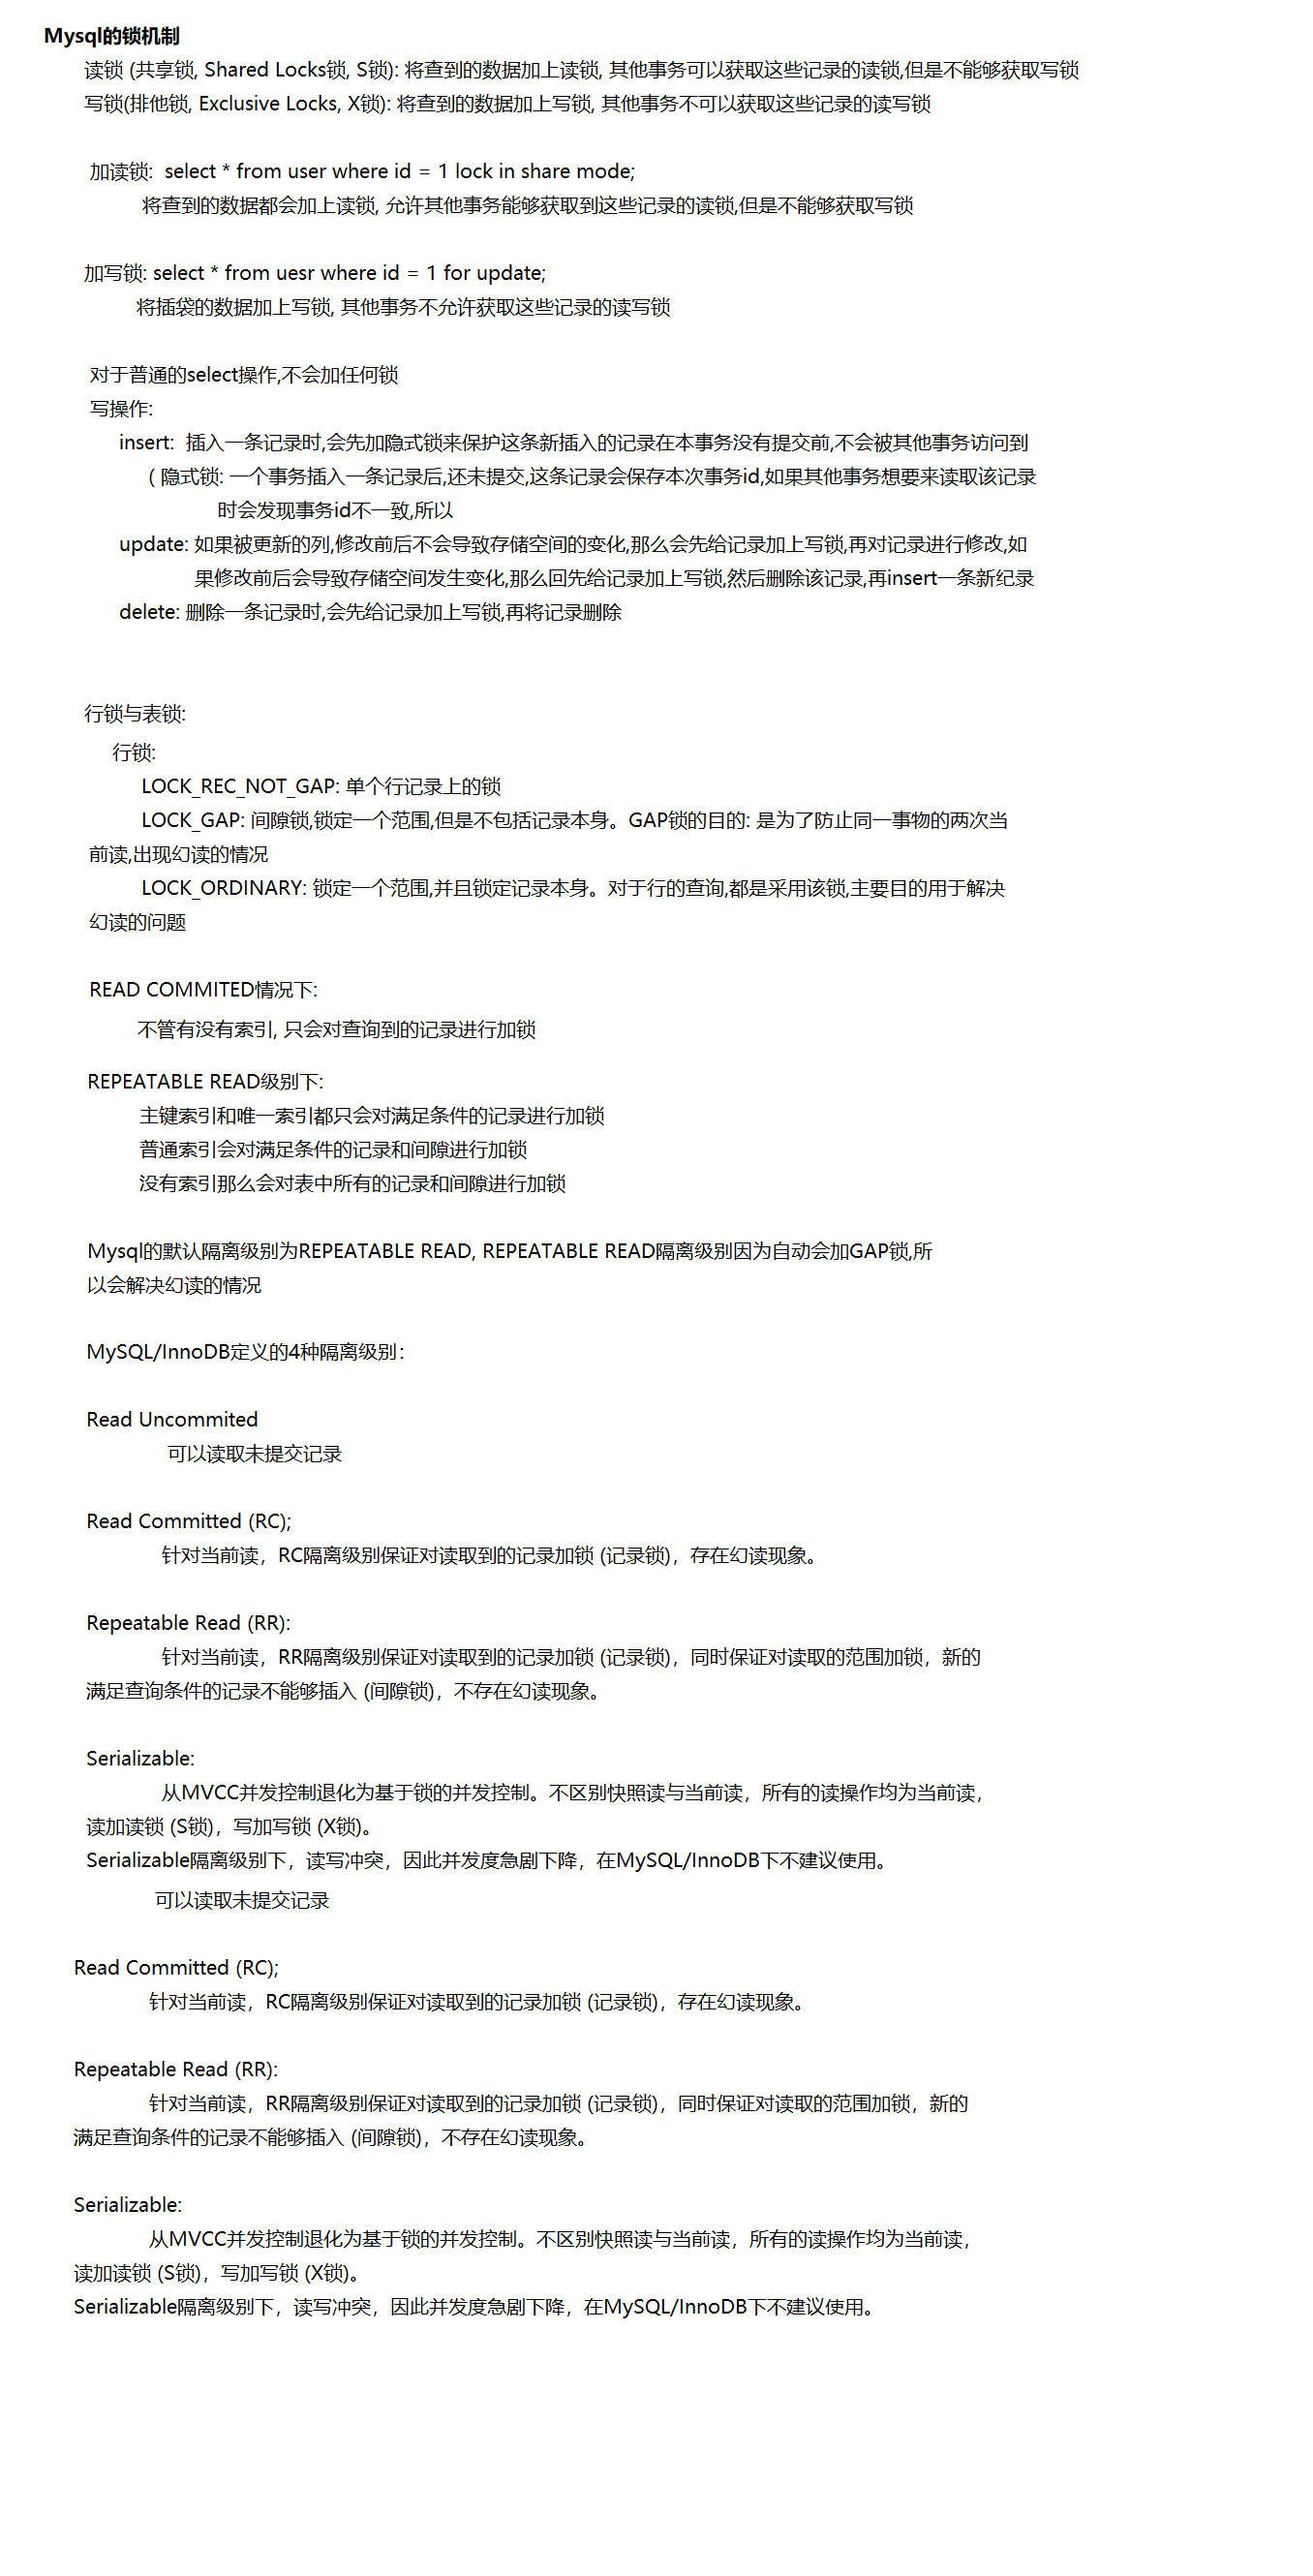 Mysql的锁机制
读锁 (共享锁, Shared Locks锁, S锁): 将查到的数据加上读锁, 其他事务可以获取这些记录的读锁,但是不能够获取写锁
写锁(排他锁, Exclusive Locks, X锁): 将查到的数据加上写锁, 其他事务不可以获取这些记录的读写锁
加读锁: select * from user where id = 1 lock in share mode;
将查到的数据都会加上读锁, 允许其他事务能够获取到这些记录的读锁,但是不能够获取写锁
加写锁: select * from uesr where id = 1 for update;
将插袋的数据加上写锁, 其他事务不允许获取这些记录的读写锁
对于普通的select操作,不会加任何锁
写操作:
insert: 插入一条记录时,会先加隐式锁来保护这条新插入的记录在本事务没有提交前,不会被其他事务访问到
( 隐式锁: 一个事务插入一条记录后,还未提交,这条记录会保存本次事务id,如果其他事务想要来读取该记录
时会发现事务id不一致,所以
update: 如果被更新的列,修改前后不会导致存储空间的变化,那么会先给记录加上写锁,再对记录进行修改,如
果修改前后会导致存储空间发生变化,那么回先给记录加上写锁,然后删除该记录,再insert一条新纪录
delete: 删除一条记录时,会先给记录加上写锁,再将记录删除
行锁与表锁:
行锁:
LOCK_REC_NOT_GAP: 单个行记录上的锁
LOCK_GAP: 间隙锁,锁定一个范围,但是不包括记录本身。GAP锁的目的: 是为了防止同一事物的两次当
前读,出现幻读的情况
LOCK_ORDINARY: 锁定一个范围,并且锁定记录本身。对于行的查询,都是采用该锁,主要目的用于解决
幻读的问题
READ COMMITED情况下:
不管有没有索引, 只会对查询到的记录进行加锁
REPEATABLE READ级别下:
主键索引和唯一索引都只会对满足条件的记录进行加锁
普通索引会对满足条件的记录和间隙进行加锁
没有索引那么会对表中所有的记录和间隙进行加锁
Mysql的默认隔离级别为REPEATABLE READ, REPEATABLE READ隔离级别因为自动会加GAP锁,所
以会解决幻读的情况
MySQL/InnoDB定义的4种隔离级别：
Read Uncommited
可以读取未提交记录
Read Committed (RC);
针对当前读，RC隔离级别保证对读取到的记录加锁 (记录锁)，存在幻读现象。
Repeatable Read (RR):
针对当前读，RR隔离级别保证对读取到的记录加锁 (记录锁)，同时保证对读取的范围加锁，新的
满足查询条件的记录不能够插入 (间隙锁)，不存在幻读现象。
Serializable:
从MVCC并发控制退化为基于锁的并发控制。不区别快照读与当前读，所有的读操作均为当前读，
读加读锁 (S锁)，写加写锁 (X锁)。
Serializable隔离级别下，读写冲突，因此并发度急剧下降，在MySQL/InnoDB下不建议使用。
可以读取未提交记录
Read Committed (RC);
针对当前读，RC隔离级别保证对读取到的记录加锁 (记录锁)，存在幻读现象。
Repeatable Read (RR):
针对当前读，RR隔离级别保证对读取到的记录加锁 (记录锁)，同时保证对读取的范围加锁，新的
满足查询条件的记录不能够插入 (间隙锁)，不存在幻读现象。
Serializable:
从MVCC并发控制退化为基于锁的并发控制。不区别快照读与当前读，所有的读操作均为当前读，
读加读锁 (S锁)，写加写锁 (X锁)。
Serializable隔离级别下，读写冲突，因此并发度急剧下降，在MySQL/InnoDB下不建议使用。